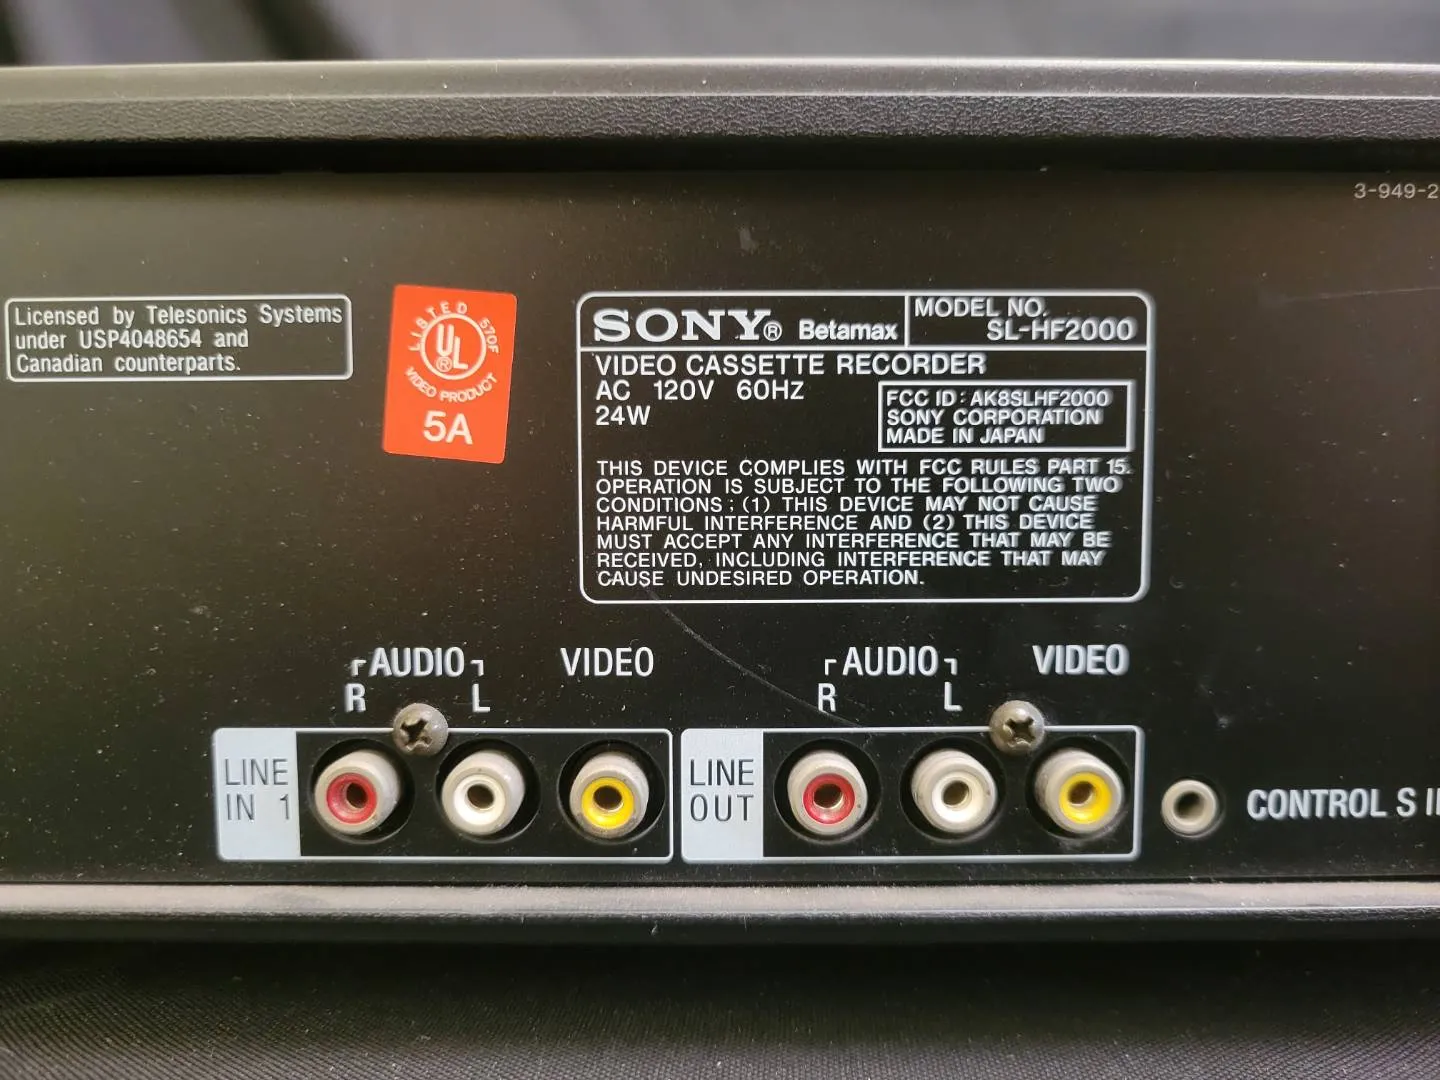 3-949-2
Licensed by Telesonics Systems
under USP4048654 and
Canadian counterparts.
LISTED 570F
UL®
VIDEO PRODUCT
5A
SONY® Betamax
MODEL NO.
SL-HF2000
VIDEO CASSETTE RECORDER
AC 120V 60HZ
24W
FCC ID: AK8SLHF2000
SONY CORPORATION
MADE IN JAPAN
THIS DEVICE COMPLIES WITH FCC RULES PART 15.
OPERATION IS SUBJECT TO THE FOLLOWING TWO
CONDITIONS; (1) THIS DEVICE MAY NOT CAUSE
HARMFUL INTERFERENCE AND (2) THIS DEVICE
MUST ACCEPT ANY INTERFERENCE THAT MAY BE
RECEIVED, INCLUDING INTERFERENCE THAT MAY
CAUSE UNDESIRED OPERATION.
AUDIO VIDEO
R L
LINE
IN 1
AUDIO VIDEO
R L
LINE
OUT
CONTROL S